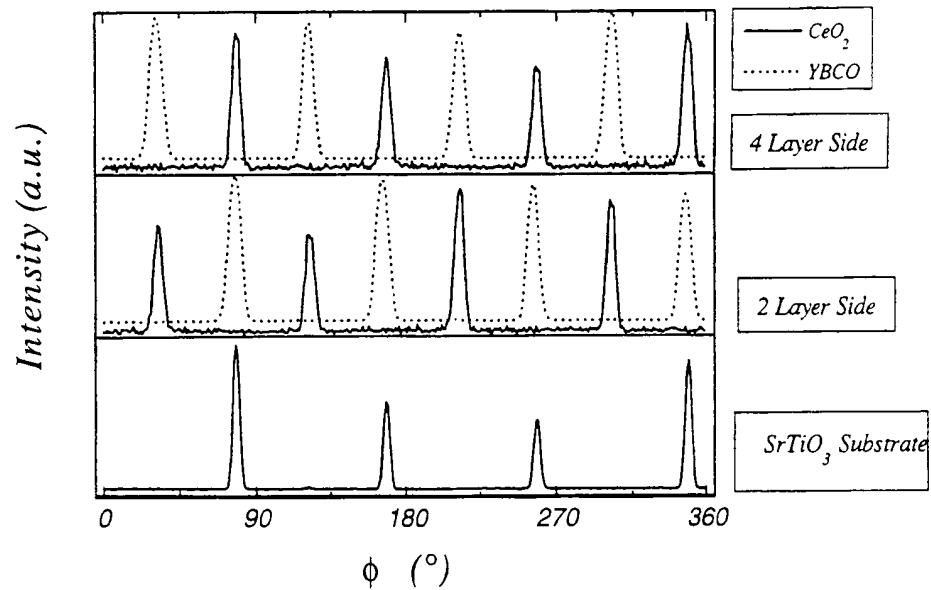 CeO2
YBCO
4 Layer Side
Intensity (a.u.)
2 Layer Side
SrTiO3 Substrate
0 90 180 270 360
ϕ (°)